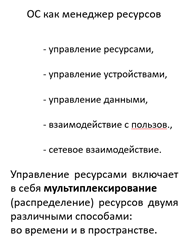 ОС как менеджер ресурсов
- управление ресурсами,
- управление устройствами,
- управление данными,
- взаимодействие с пользов.,
- сетевое взаимодействие.
Управление ресурсами включает
в себя мультиплексирование
(распределение) ресурсов двумя
различными способами:
во времени и в пространстве.